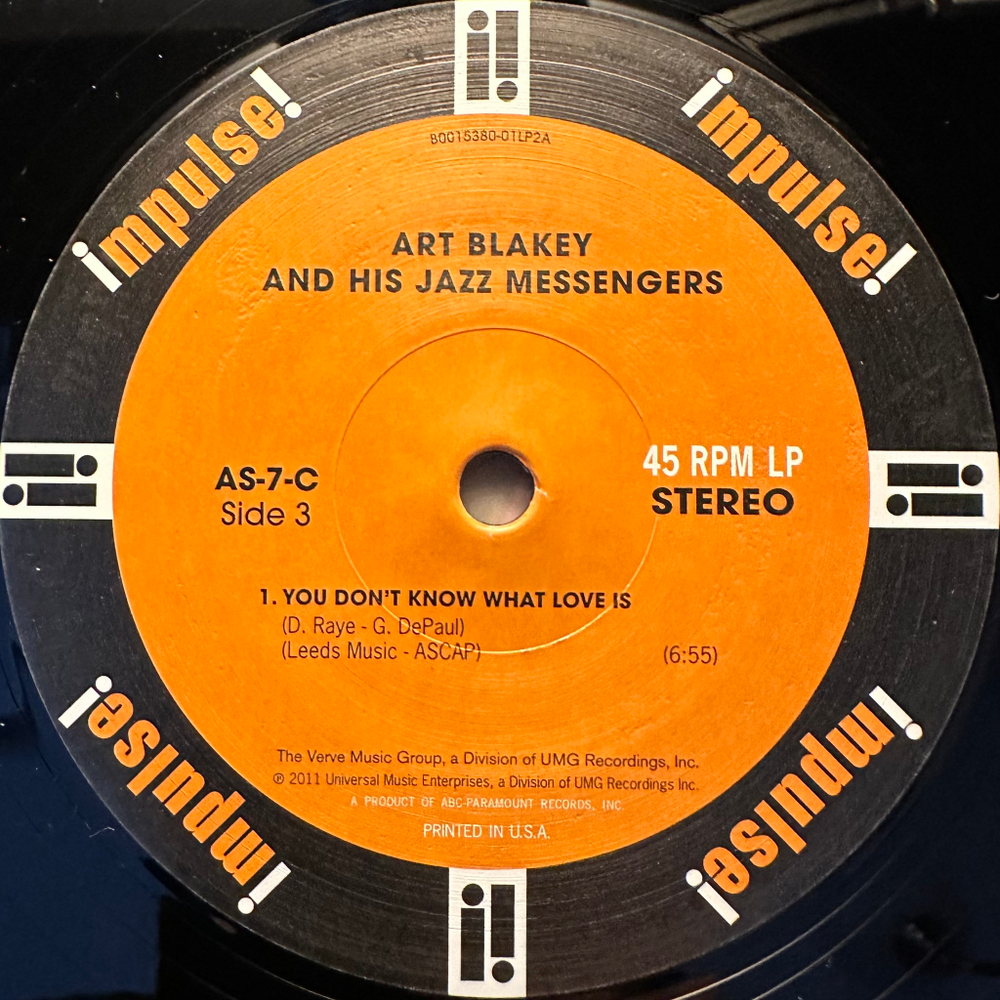 impulse!
impulse!
B0015380-01LP2A
ART BLAKEY
AND HIS JAZZ MESSENGERS
AS-7-C
Side 3
45 RPM LP
STEREO
1. YOU DON'T KNOW WHAT LOVE IS
(D. Raye - G. DePaul)
(Leeds Music - ASCAP) (6:55)
The Verve Music Group, a Division of UMG Recordings, Inc.
℗ 2011 Universal Music Enterprises, a Division of UMG Recordings Inc.
A PRODUCT OF ABC-PARAMOUNT RECORDS, INC.
PRINTED IN U.S.A.
impulse!
impulse!